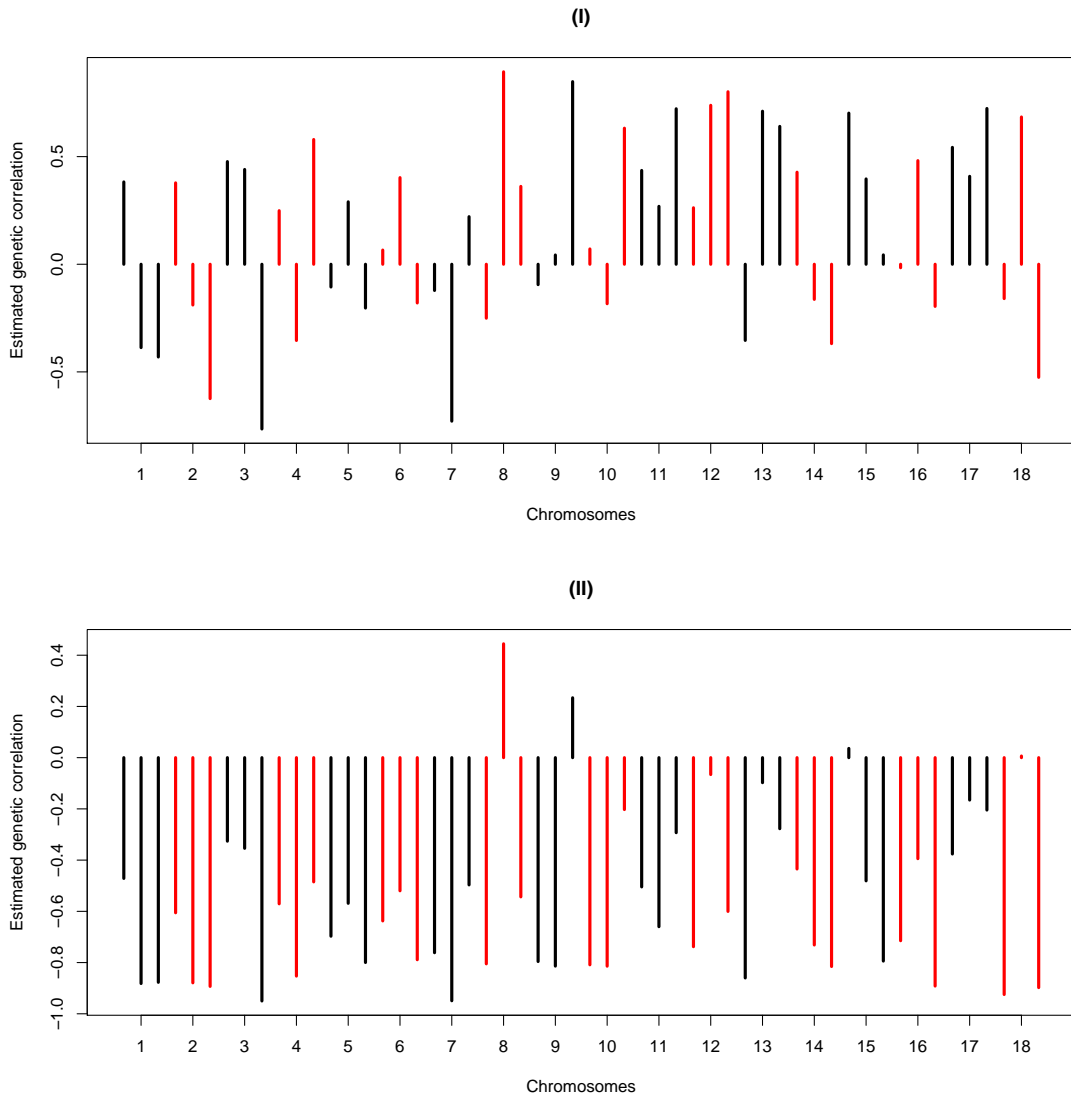 (I)
Estimated genetic correlation
0.5
0.0
−0.5
1 2 3 4 5 6 7 8 9 10 11 12 13 14 15 16 17 18
Chromosomes
(II)
Estimated genetic correlation
0.4
0.2
0.0
−0.2
−0.4
−0.6
−0.8
−1.0
1 2 3 4 5 6 7 8 9 10 11 12 13 14 15 16 17 18
Chromosomes